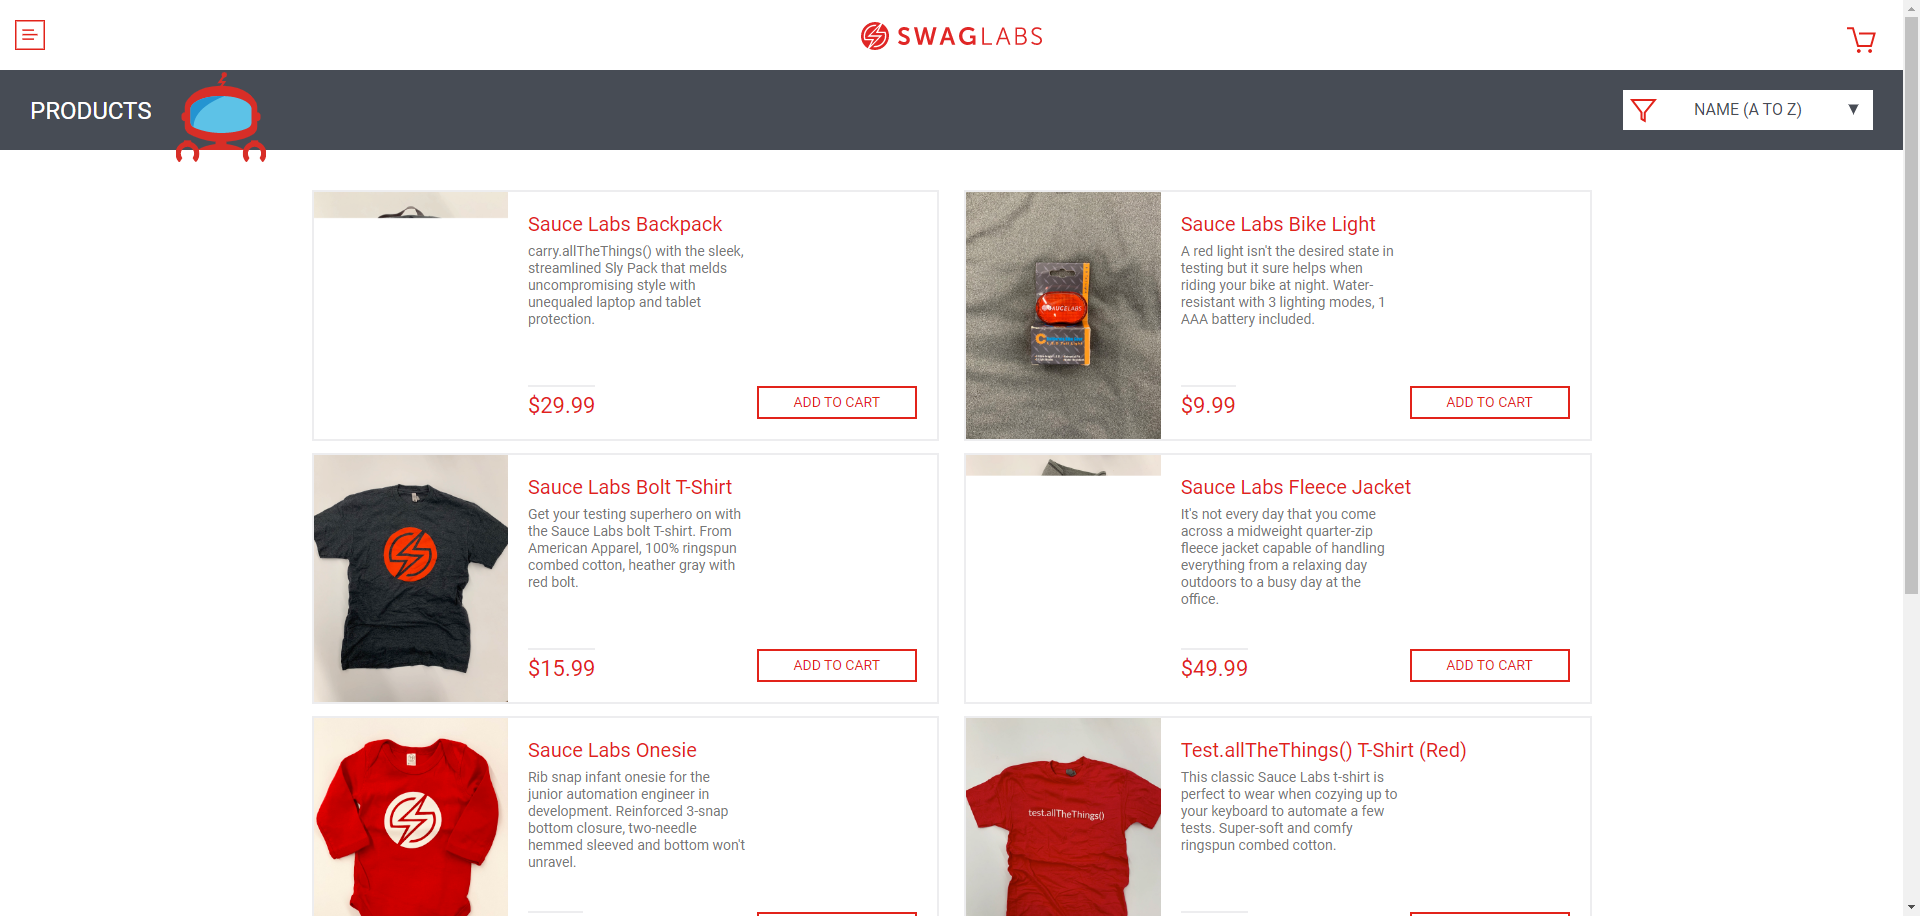 SWAGLABS
PRODUCTS
NAME (A TO Z)
Sauce Labs Backpack
carry.allTheThings() with the sleek,
streamlined Sly Pack that melds
uncompromising style with
unequaled laptop and tablet
protection.
$29.99
ADD TO CART
SAUCELABS
Sauce Labs Bike Light
A red light isn't the desired state in
testing but it sure helps when
riding your bike at night. Water-
resistant with 3 lighting modes, 1
AAA battery included.
$9.99
ADD TO CART
Sauce Labs Bolt T-Shirt
Get your testing superhero on with
the Sauce Labs bolt T-shirt. From
American Apparel, 100% ringspun
combed cotton, heather gray with
red bolt.
$15.99
ADD TO CART
Sauce Labs Fleece Jacket
It's not every day that you come
across a midweight quarter-zip
fleece jacket capable of handling
everything from a relaxing day
outdoors to a busy day at the
office.
$49.99
ADD TO CART
Sauce Labs Onesie
Rib snap infant onesie for the
junior automation engineer in
development. Reinforced 3-snap
bottom closure, two-needle
hemmed sleeved and bottom won't
unravel.
test.allTheThings()
Test.allTheThings() T-Shirt (Red)
This classic Sauce Labs t-shirt is
perfect to wear when cozying up to
your keyboard to automate a few
tests. Super-soft and comfy
ringspun combed cotton.